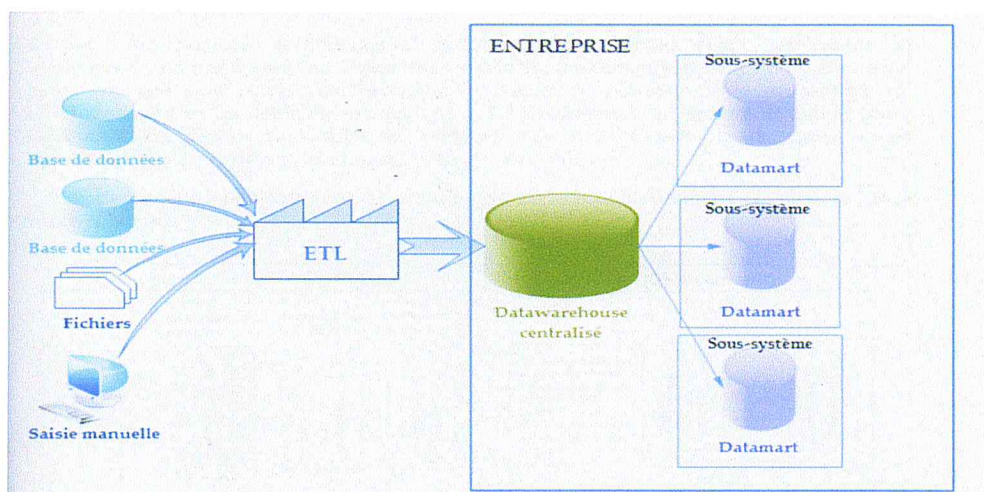 ENTREPRISE
Sous-système
Datamart
Sous-système
Datamart
Sous-système
Datamart
Base de données
Base de données
Fichiers
Saisie manuelle
ETL
Datawarehouse
centralisé